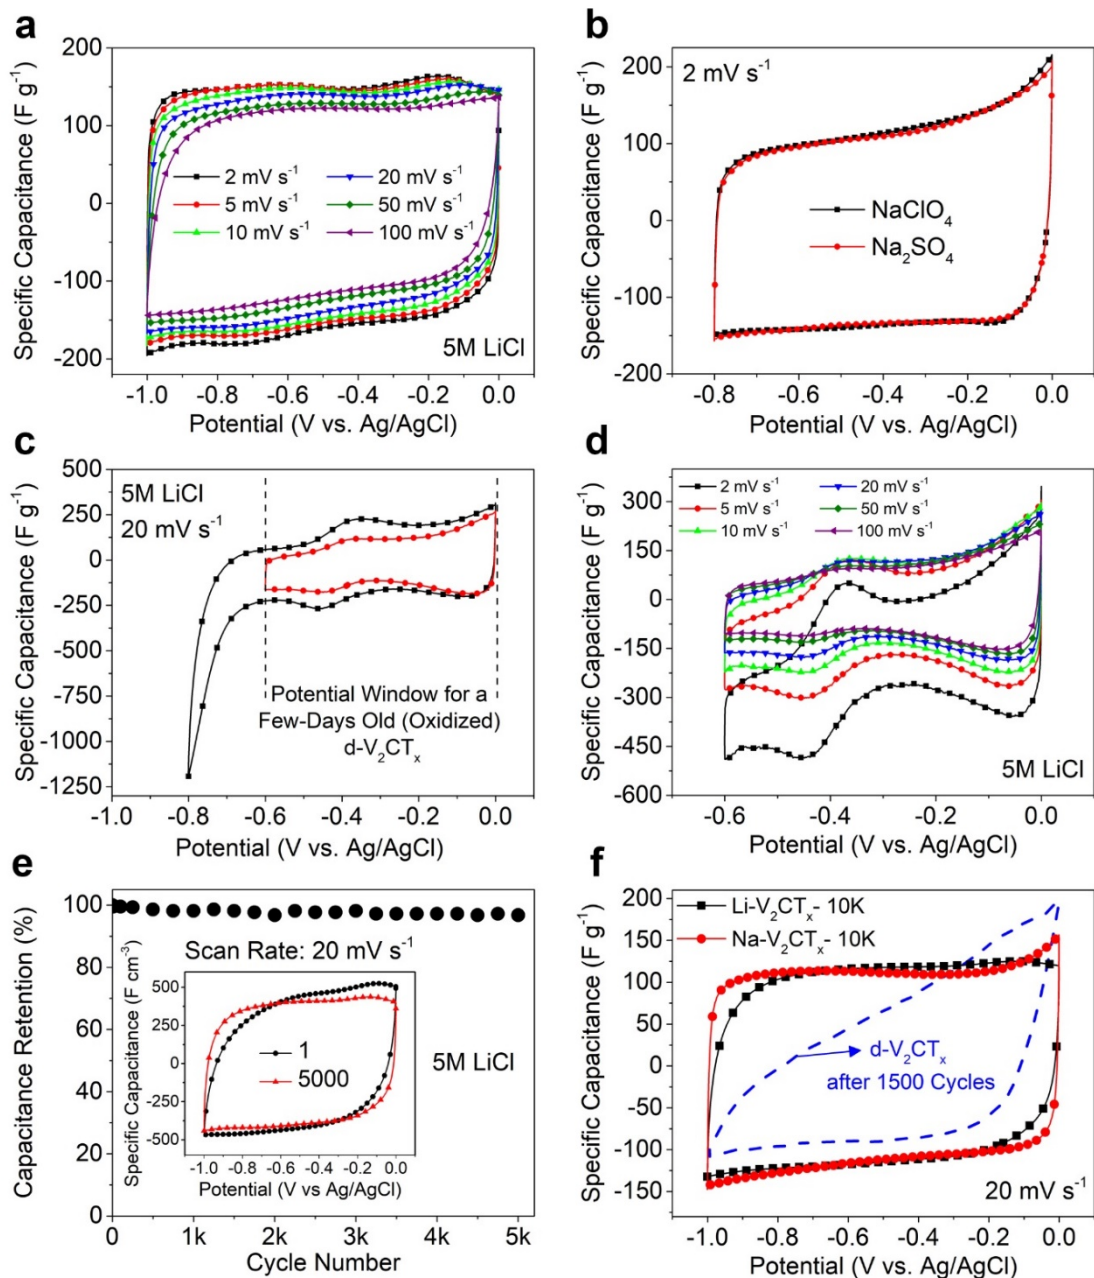 a
Specific Capacitance (F g⁻¹)
200
100
0
-100
-200
2 mV s⁻¹
20 mV s⁻¹
5 mV s⁻¹
50 mV s⁻¹
10 mV s⁻¹
100 mV s⁻¹
5M LiCl
-1.0 -0.8 -0.6 -0.4 -0.2 0.0
Potential (V vs. Ag/AgCl)
b
Specific Capacitance (F g⁻¹)
200
150
100
50
0
-50
-100
-150
-200
2 mV s⁻¹
NaClO₄
Na₂SO₄
-0.8 -0.6 -0.4 -0.2 0.0
Potential (V vs. Ag/AgCl)
c
Specific Capacitance (F g⁻¹)
500
250
0
-250
-500
-750
-1000
-1250
5M LiCl
20 mV s⁻¹
Potential Window for a
Few-Days Old (Oxidized)
d-V₂CTₓ
-1.0 -0.8 -0.6 -0.4 -0.2 0.0
Potential (V vs. Ag/AgCl)
d
Specific Capacitance (F g⁻¹)
300
150
0
-150
-300
-450
-600
2 mV s⁻¹
20 mV s⁻¹
5 mV s⁻¹
50 mV s⁻¹
10 mV s⁻¹
100 mV s⁻¹
5M LiCl
-0.6 -0.4 -0.2 0.0
Potential (V vs. Ag/AgCl)
e
Capacitance Retention (%)
100
80
60
40
20
0
Scan Rate: 20 mV s⁻¹
Specific Capacitance (F cm⁻³)
500
250
0
-250
-500
1
5000
-1.0 -0.8 -0.6 -0.4 -0.2 0.0
Potential (V vs Ag/AgCl)
5M LiCl
0 1k 2k 3k 4k 5k
Cycle Number
f
Specific Capacitance (F g⁻¹)
200
150
100
50
0
-50
-100
-150
Li-V₂CTₓ- 10K
Na-V₂CTₓ- 10K
d-V₂CTₓ
after 1500 Cycles
20 mV s⁻¹
-1.0 -0.8 -0.6 -0.4 -0.2 0.0
Potential (V vs. Ag/AgCl)